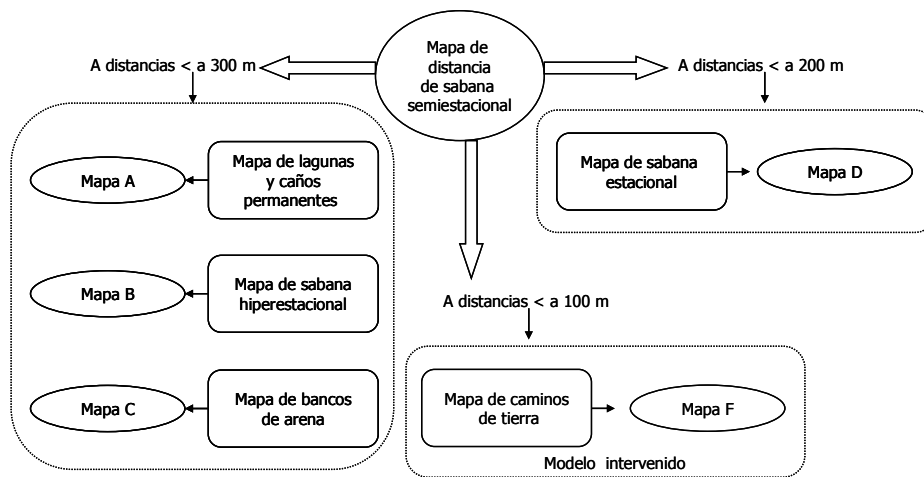 Mapa de
distancia
de sabana
semiestacional
A distancias < a 300 m
A distancias < a 200 m
Mapa A
Mapa de lagunas
y caños
permanentes
Mapa B
Mapa de sabana
hiperestacional
Mapa C
Mapa de bancos
de arena
Mapa de sabana
estacional
Mapa D
A distancias < a 100 m
Mapa de caminos
de tierra
Mapa F
Modelo intervenido